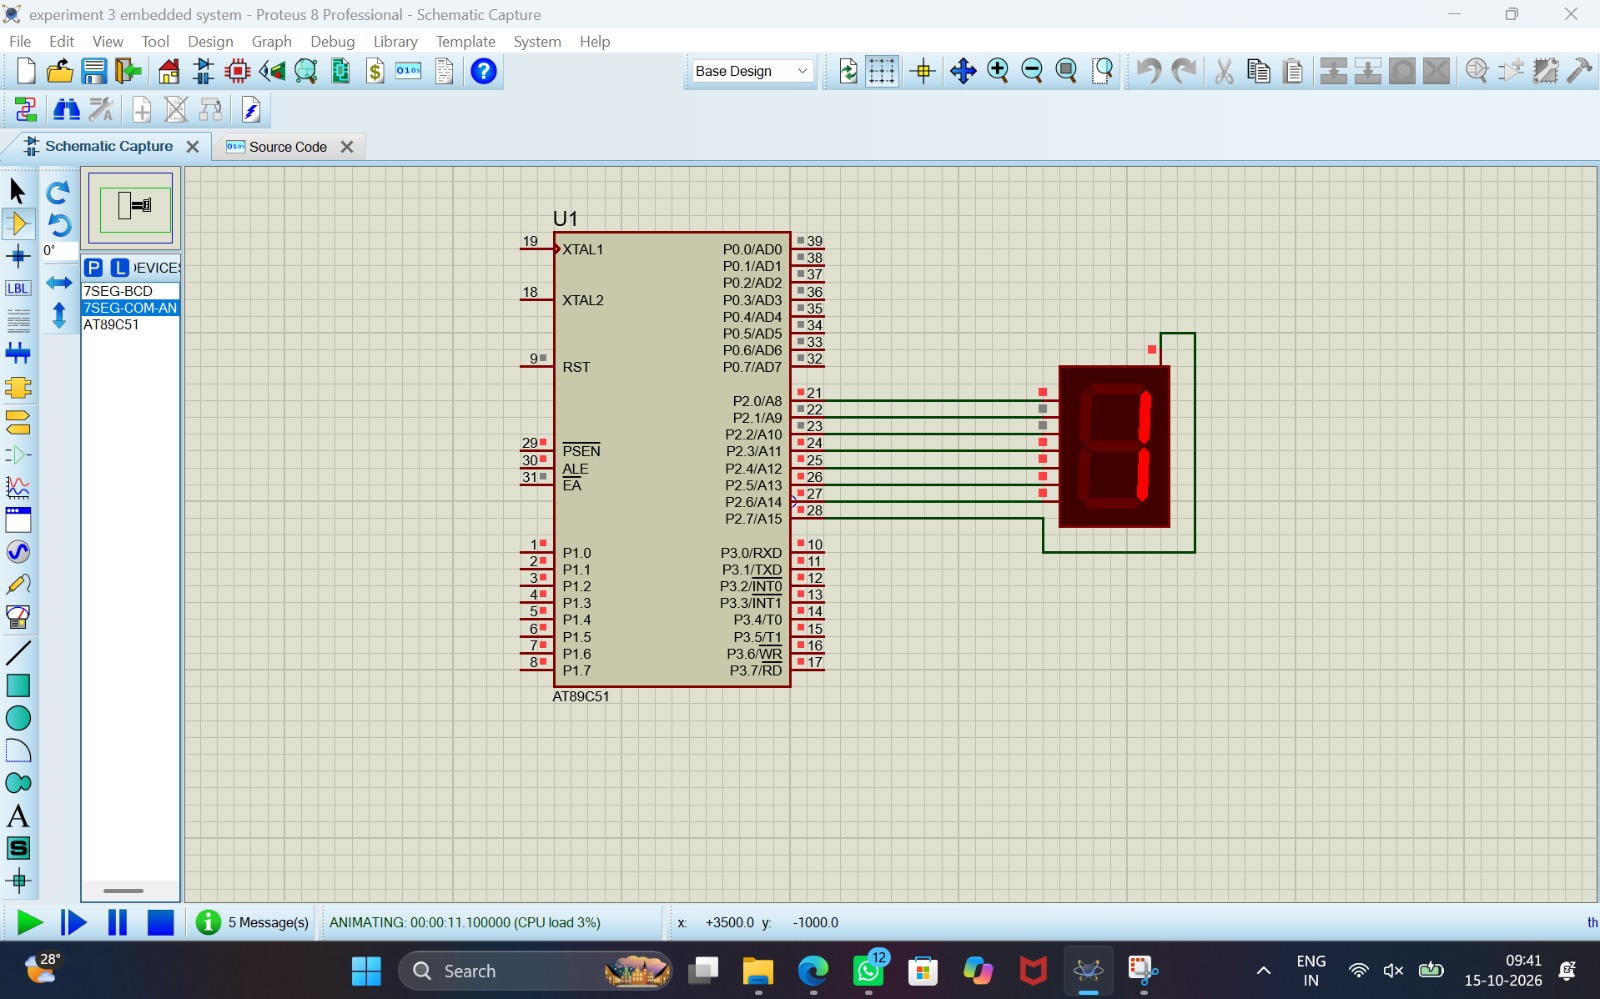 experiment 3 embedded system - Proteus 8 Professional - Schematic Capture
File Edit View Tool Design Graph Debug Library Template System Help
Base Design
Schematic Capture
Source Code
0°
P L EVICES
7SEG-BCD
7SEG-COM-AN
AT89C51
LBL
A
S
U1
19 XTAL1
18 XTAL2
9 RST
29 PSEN
30 ALE
31 EA
1 P1.0
2 P1.1
3 P1.2
4 P1.3
5 P1.4
6 P1.5
7 P1.6
8 P1.7
P0.0/AD0 39
P0.1/AD1 38
P0.2/AD2 37
P0.3/AD3 36
P0.4/AD4 35
P0.5/AD5 34
P0.6/AD6 33
P0.7/AD7 32
P2.0/A8 21
P2.1/A9 22
P2.2/A10 23
P2.3/A11 24
P2.4/A12 25
P2.5/A13 26
P2.6/A14 27
P2.7/A15 28
P3.0/RXD 10
P3.1/TXD 11
P3.2/INT0 12
P3.3/INT1 13
P3.4/T0 14
P3.5/T1 15
P3.6/WR 16
P3.7/RD 17
AT89C51
5 Message(s)
ANIMATING: 00:00:11.100000 (CPU load 3%)
x: +3500.0 y: -1000.0
th
28°
Search
12
ENG
IN
09:41
15-10-2026